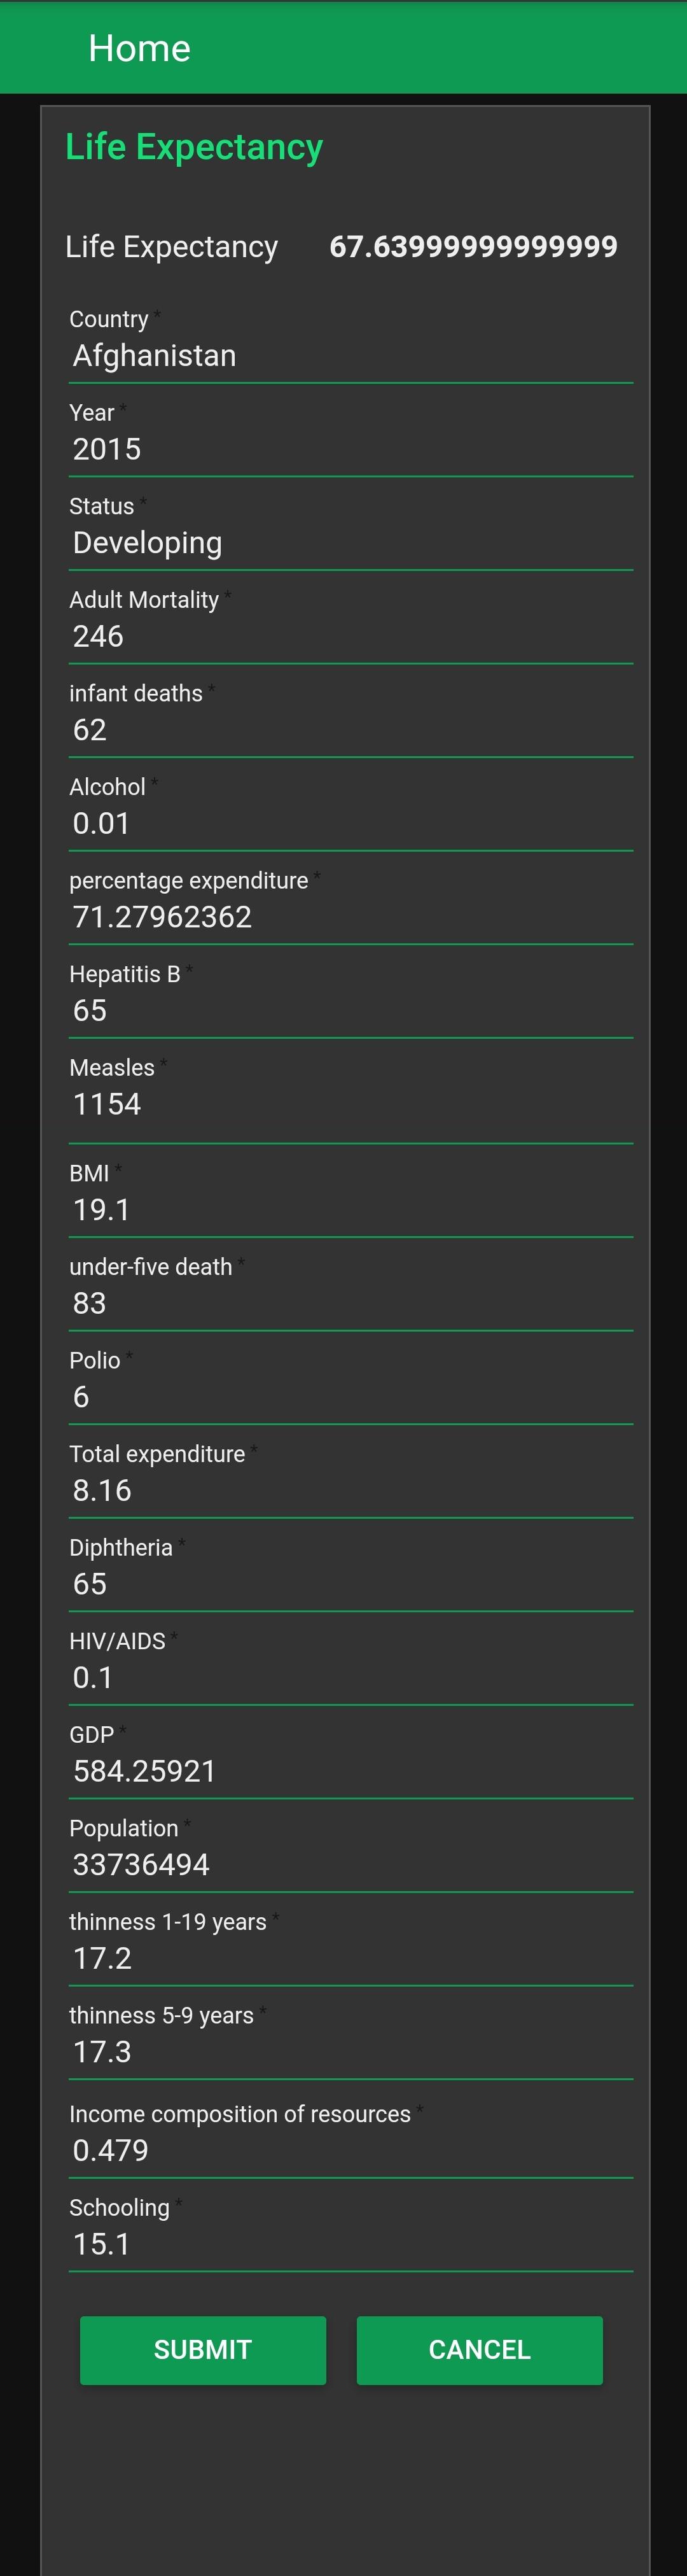 Home
Life Expectancy
Life Expectancy 67.63999999999999
Country *
Afghanistan
Year *
2015
Status *
Developing
Adult Mortality *
246
infant deaths *
62
Alcohol *
0.01
percentage expenditure *
71.27962362
Hepatitis B *
65
Measles *
1154
BMI *
19.1
under-five death *
83
Polio *
6
Total expenditure *
8.16
Diphtheria *
65
HIV/AIDS *
0.1
GDP *
584.25921
Population *
33736494
thinness 1-19 years *
17.2
thinness 5-9 years *
17.3
Income composition of resources *
0.479
Schooling *
15.1
SUBMIT CANCEL